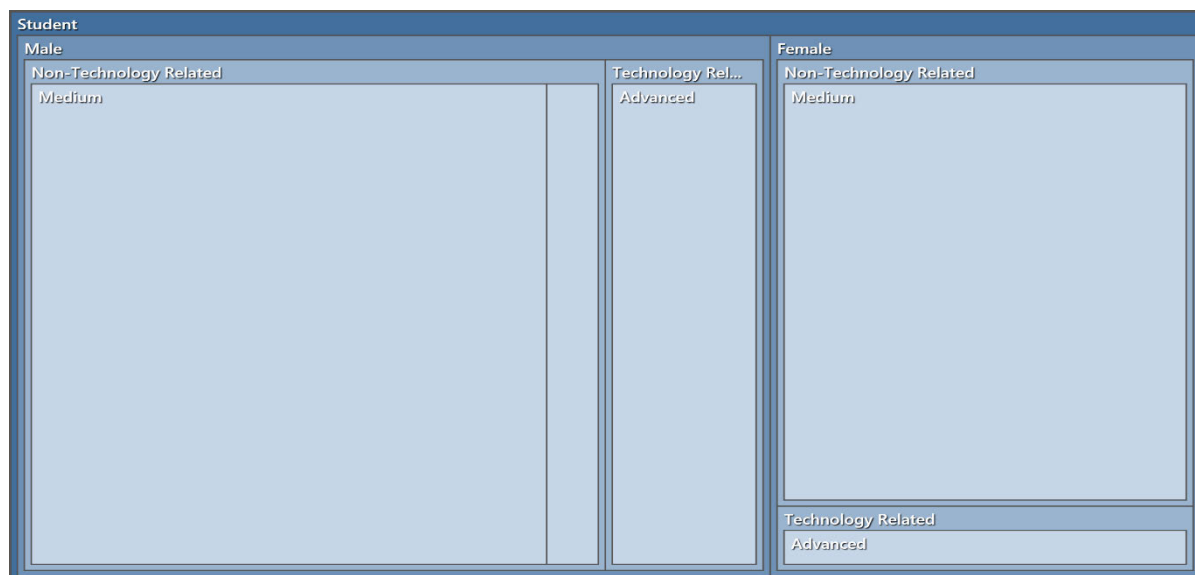 Student
Male
Female
Non-Technology Related
Technology Rel...
Non-Technology Related
Medium
Advanced
Medium
Technology Related
Advanced